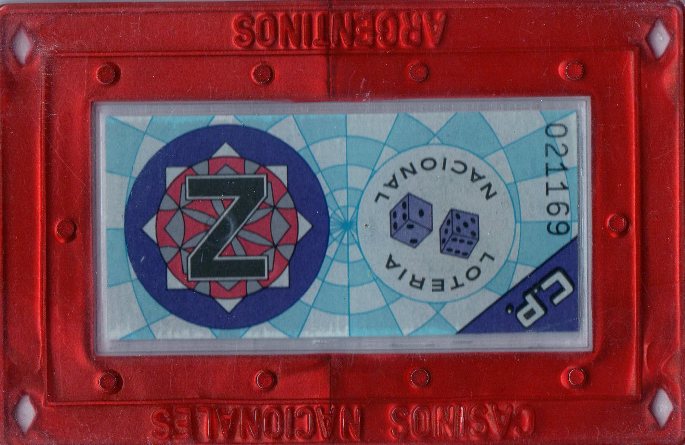 CASINOS NACIONALES
C.P.
021169
LOTERIA
NACIONAL
Z
ARGENTINOS